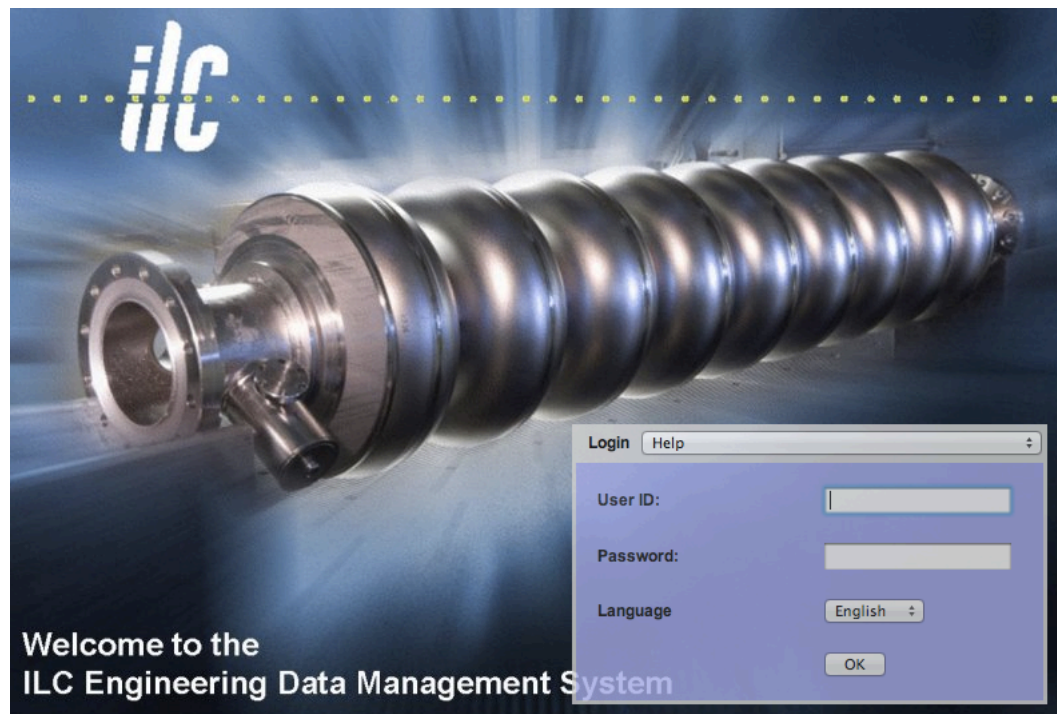 ilc
Login Help
User ID:
Password:
Language English
OK
Welcome to the
ILC Engineering Data Management System